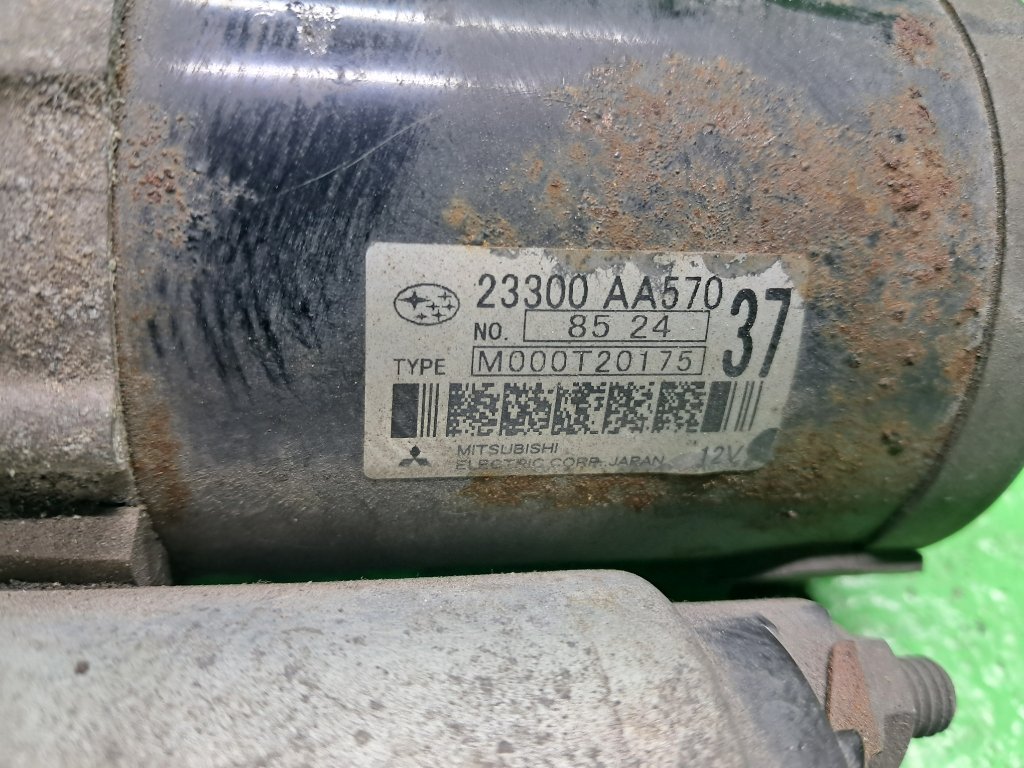 23300 AA570
37
NO. 85 24
TYPE M000T20175
MITSUBISHI
ELECTRIC CORP. JAPAN 12V